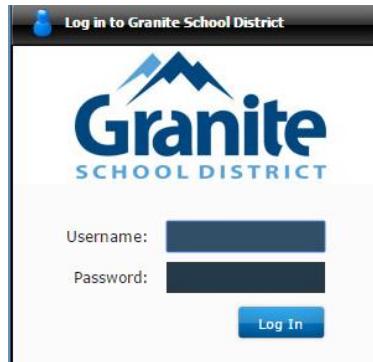 Log in to Granite School District
Granite
SCHOOL DISTRICT
Username:
Password:
Log In